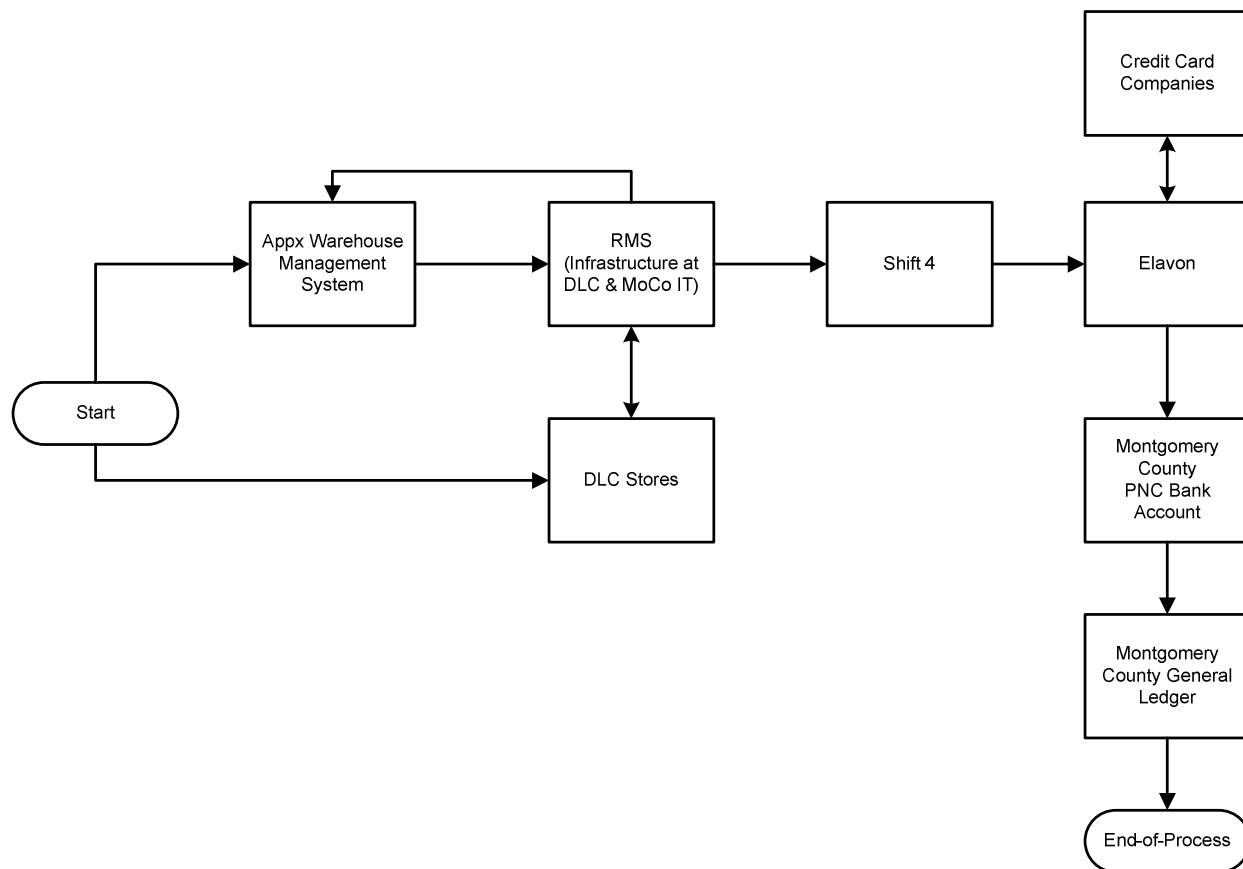 Credit Card
Companies
Appx Warehouse
Management
System
RMS
(Infrastructure at
DLC & MoCo IT)
Shift 4
Elavon
Start
DLC Stores
Montgomery
County
PNC Bank
Account
Montgomery
County General
Ledger
End-of-Process